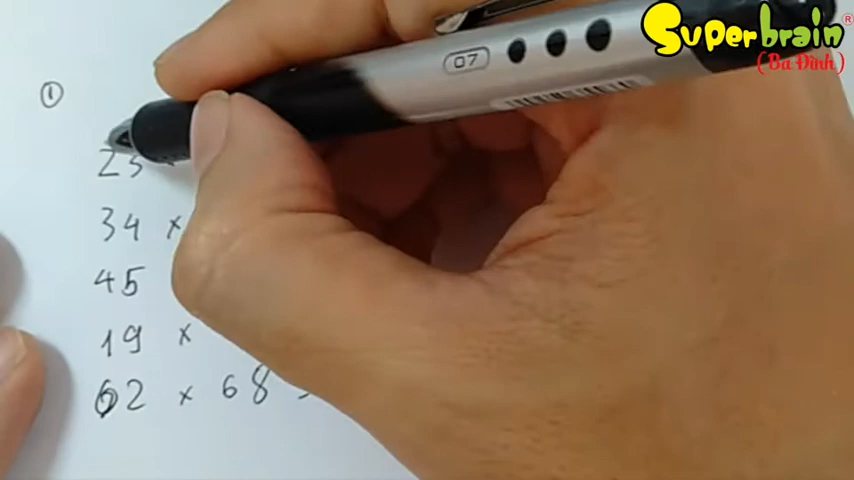 SuperBrain®
(Ba Đình)
07
①
23
34 ×
45
19 ×
62 × 68